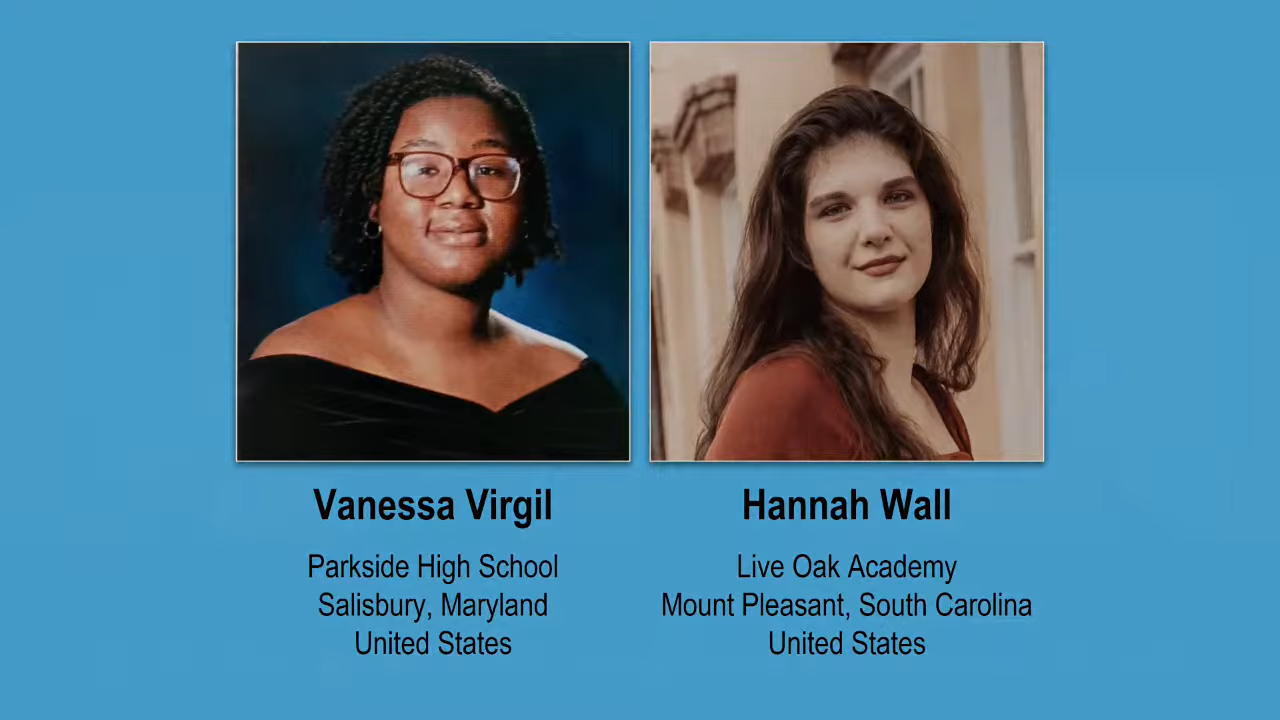 Vanessa Virgil
Parkside High School
Salisbury, Maryland
United States
Hannah Wall
Live Oak Academy
Mount Pleasant, South Carolina
United States